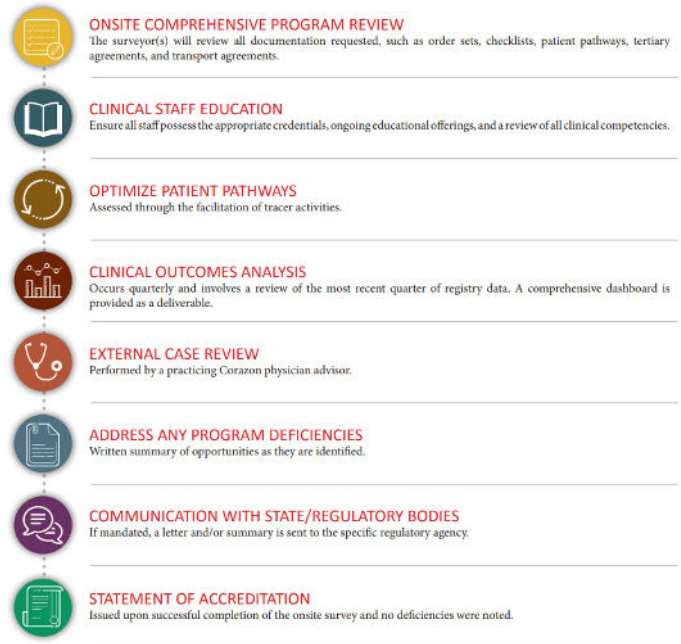 ONSITE COMPREHENSIVE PROGRAM REVIEW
The surveyor(s) will review all documentation requested, such as order sets, checklists, patient pathways, tertiary
agreements, and transport agreements.
CLINICAL STAFF EDUCATION
Ensure all staff possess the appropriate credentials, ongoing educational offerings, and a review of all clinical competencies.
OPTIMIZE PATIENT PATHWAYS
Assessed through the facilitation of tracer activities.
CLINICAL OUTCOMES ANALYSIS
Occurs quarterly and involves a review of the most recent quarter of registry data. A comprehensive dashboard is
provided as a deliverable.
EXTERNAL CASE REVIEW
Performed by a practicing Corazon physician advisor.
ADDRESS ANY PROGRAM DEFICIENCIES
Written summary of opportunities as they are identified.
COMMUNICATION WITH STATE/REGULATORY BODIES
If mandated, a letter and/or summary is sent to the specific regulatory agency.
STATEMENT OF ACCREDITATION
Issued upon successful completion of the onsite survey and no deficiencies were noted.